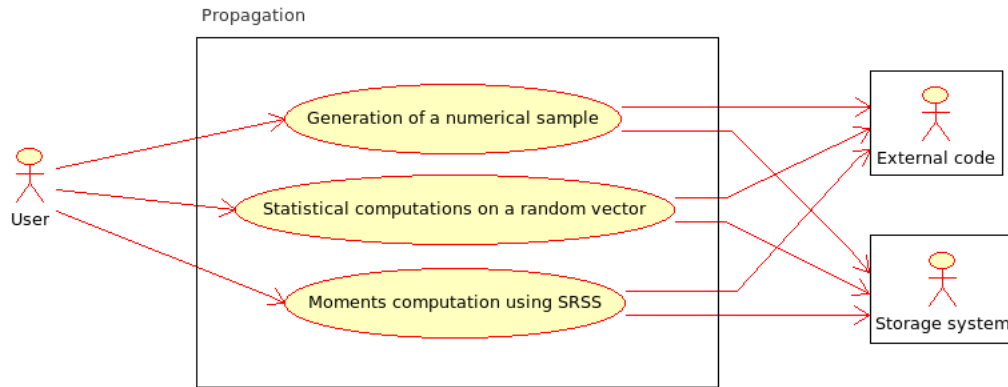 Propagation
Generation of a numerical sample
External code
User
Statistical computations on a random vector
Moments computation using SRSS
Storage system